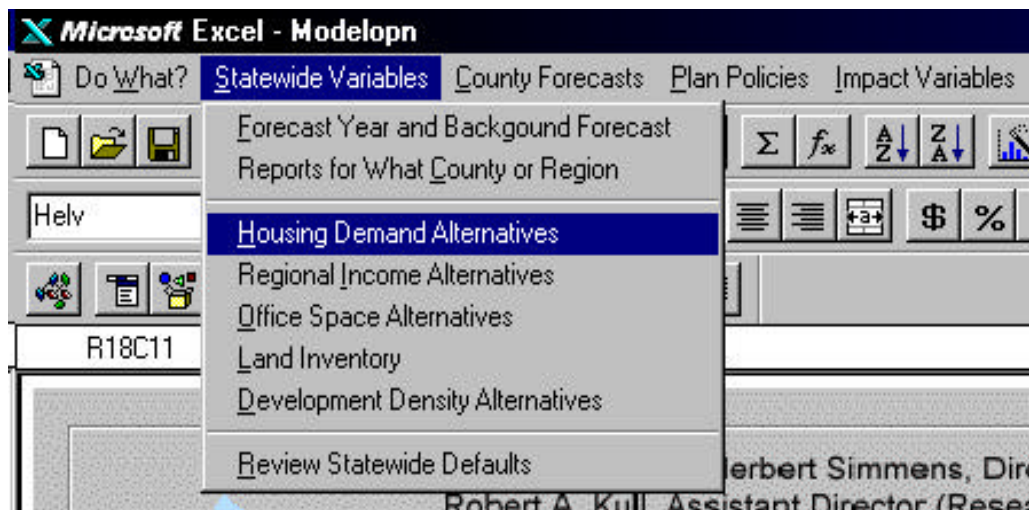 Microsoft Excel - Modelopn
Do What? Statewide Variables County Forecasts Plan Policies Impact Variables
Forecast Year and Backgound Forecast
Reports for What County or Region
Helv
Housing Demand Alternatives
Regional Income Alternatives
Office Space Alternatives
R18C11
Land Inventory
Development Density Alternatives
Review Statewide Defaults
erbert Simmens, Dir
Robert A. Kull, Assistant Director (Resea